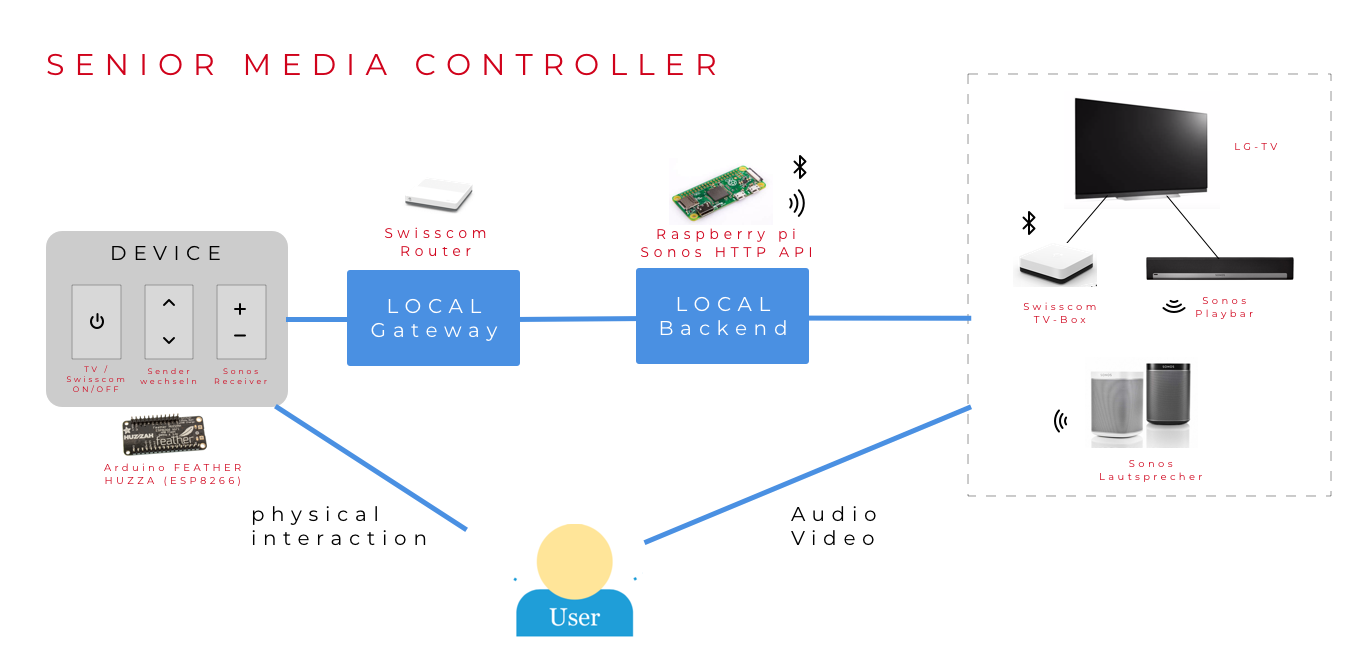 SENIOR MEDIA CONTROLLER
LG-TV
Swisscom
Router
Raspberry pi
Sonos HTTP API
DEVICE
LOCAL
Gateway
LOCAL
Backend
Swisscom
TV-Box
Sonos
Playbar
TV /
Swisscom
ON/OFF
Sender
wechseln
Sonos
Receiver
HUZZAH
feather
Arduino FEATHER
HUZZA (ESP8266)
SONOS
SONOS
Sonos
Lautsprecher
physical
interaction
Audio
Video
User